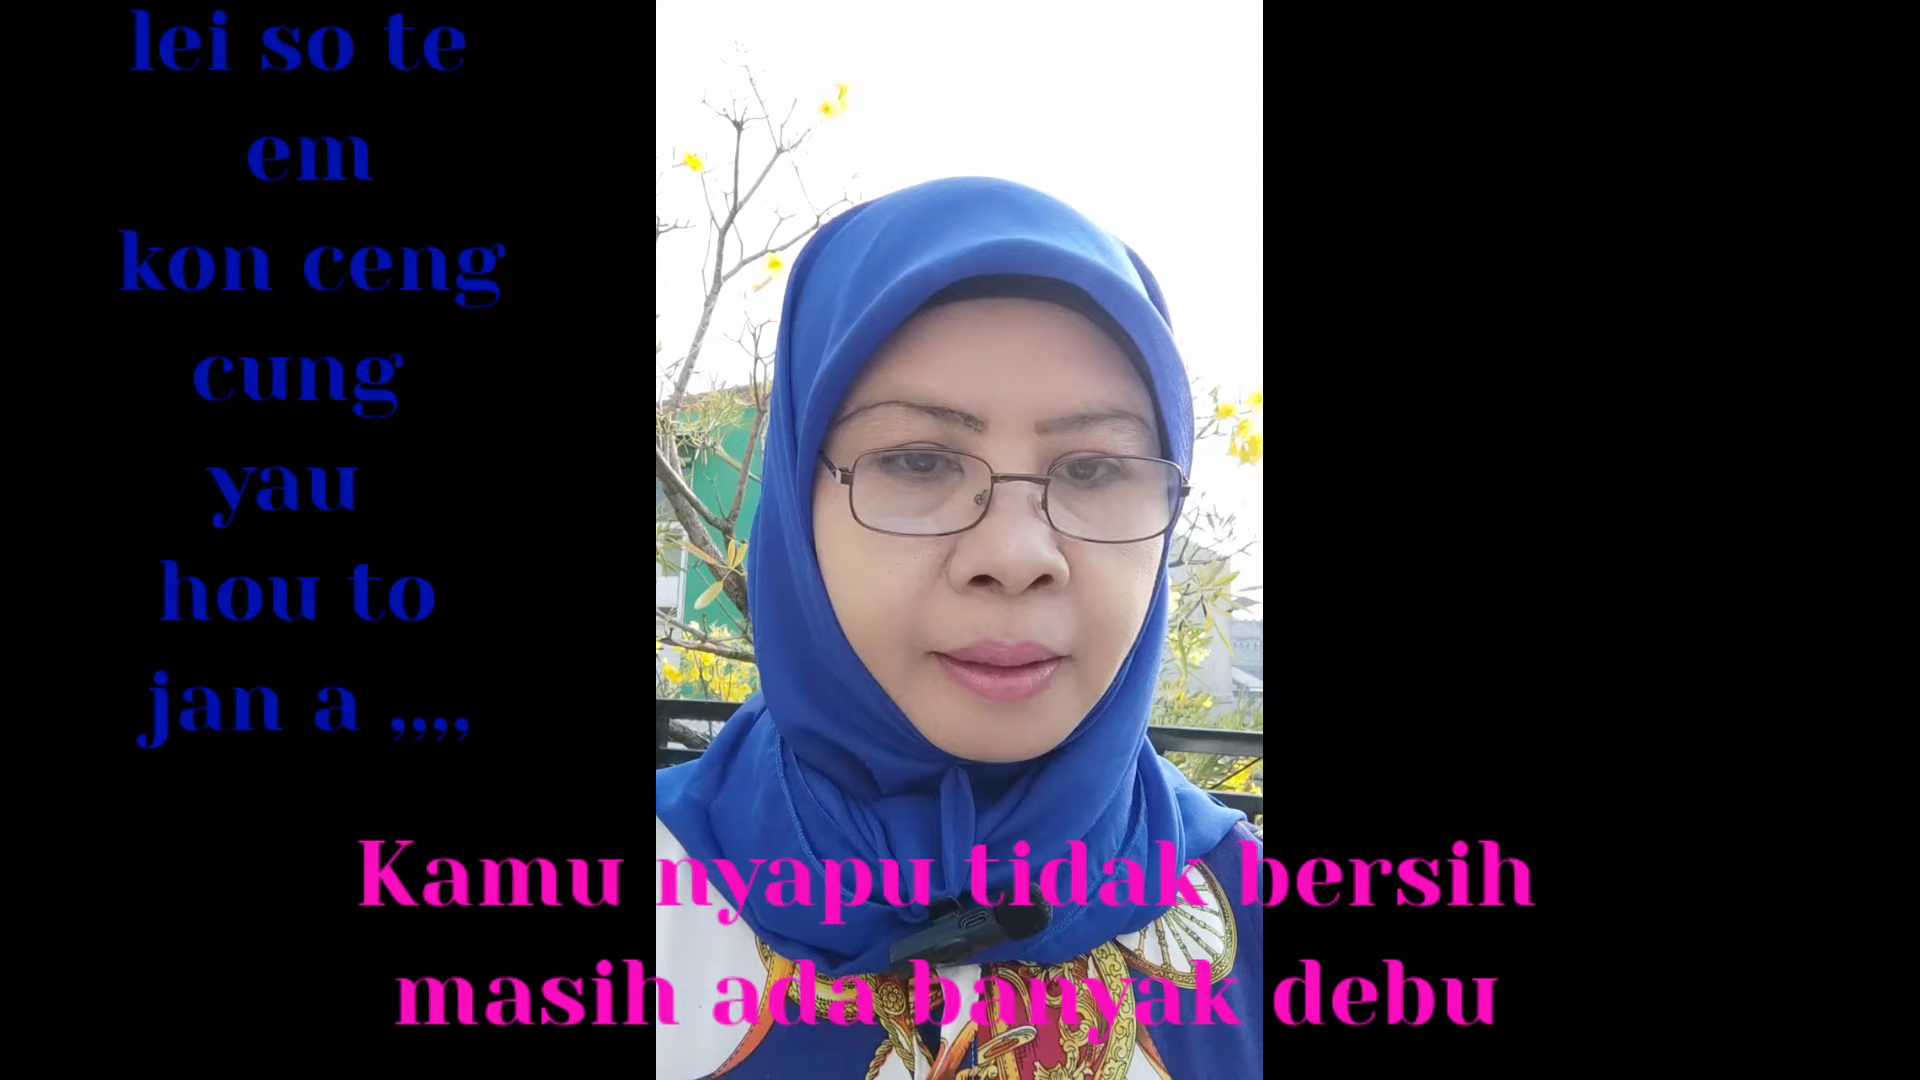 lei so te
em
kon ceng
cung
yau
hou to
jan a ,,,,
Kamu nyapu tidak bersih
masih ada banyak debu